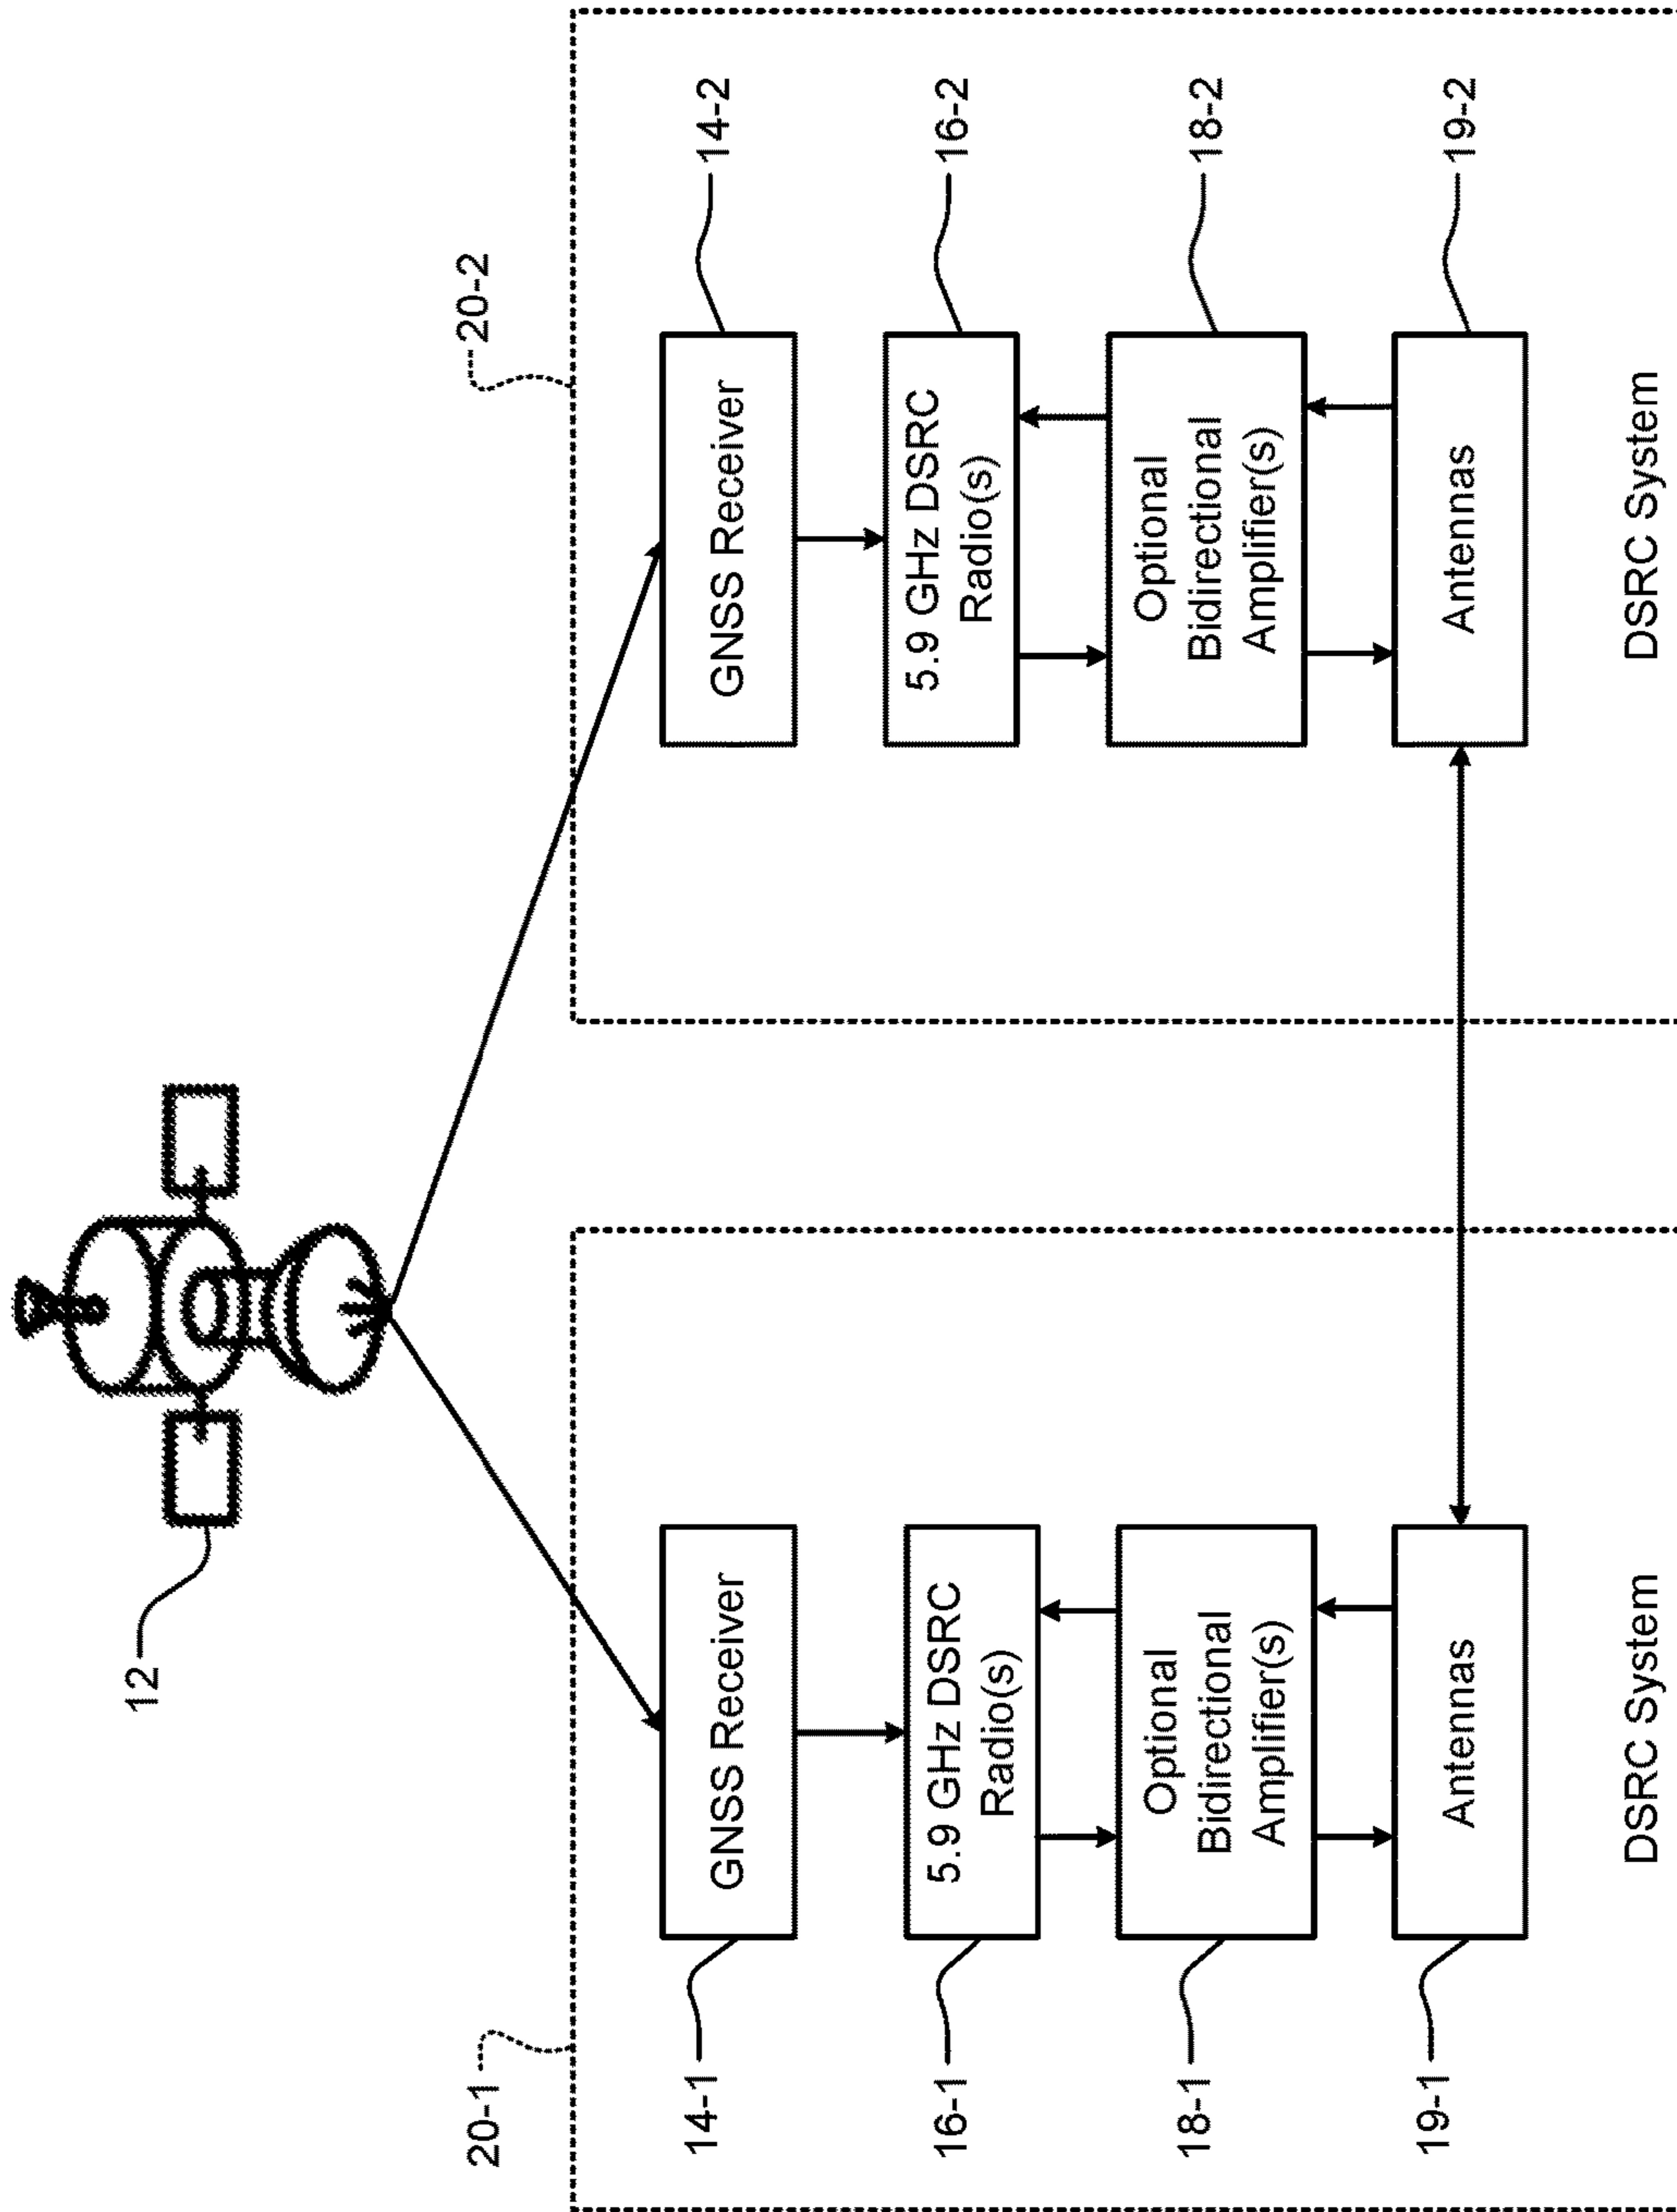 12
20-1
20-2
14-1
GNSS Receiver
16-1
5.9 GHz DSRC
Radio(s)
18-1
Optional
Bidirectional
Amplifier(s)
19-1
Antennas
DSRC System
GNSS Receiver
14-2
5.9 GHz DSRC
Radio(s)
16-2
Optional
Bidirectional
Amplifier(s)
18-2
Antennas
19-2
DSRC System